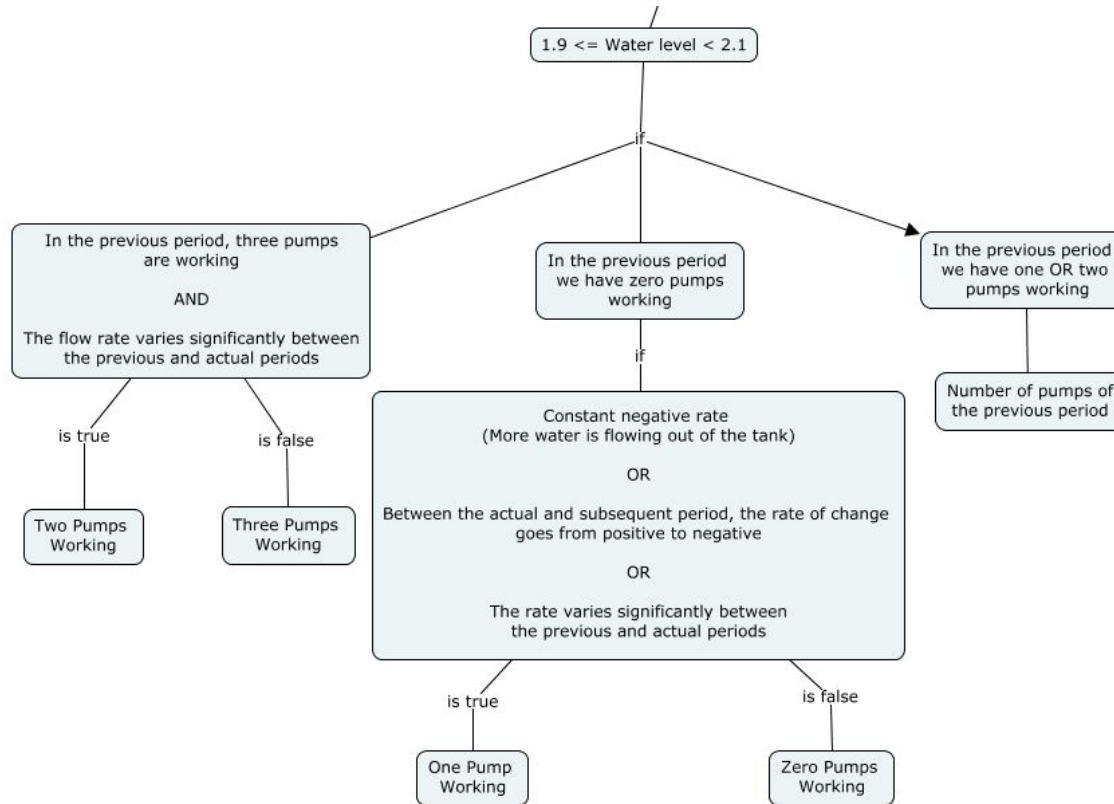 1.9 <= Water level < 2.1
if
In the previous period, three pumps
are working
AND
The flow rate varies significantly between
the previous and actual periods
is true
is false
Two Pumps
Working
Three Pumps
Working
In the previous period
we have zero pumps
working
if
Constant negative rate
(More water is flowing out of the tank)
OR
Between the actual and subsequent period, the rate of change
goes from positive to negative
OR
The rate varies significantly between
the previous and actual periods
is true
is false
One Pump
Working
Zero Pumps
Working
In the previous period
we have one OR two
pumps working
Number of pumps of
the previous period